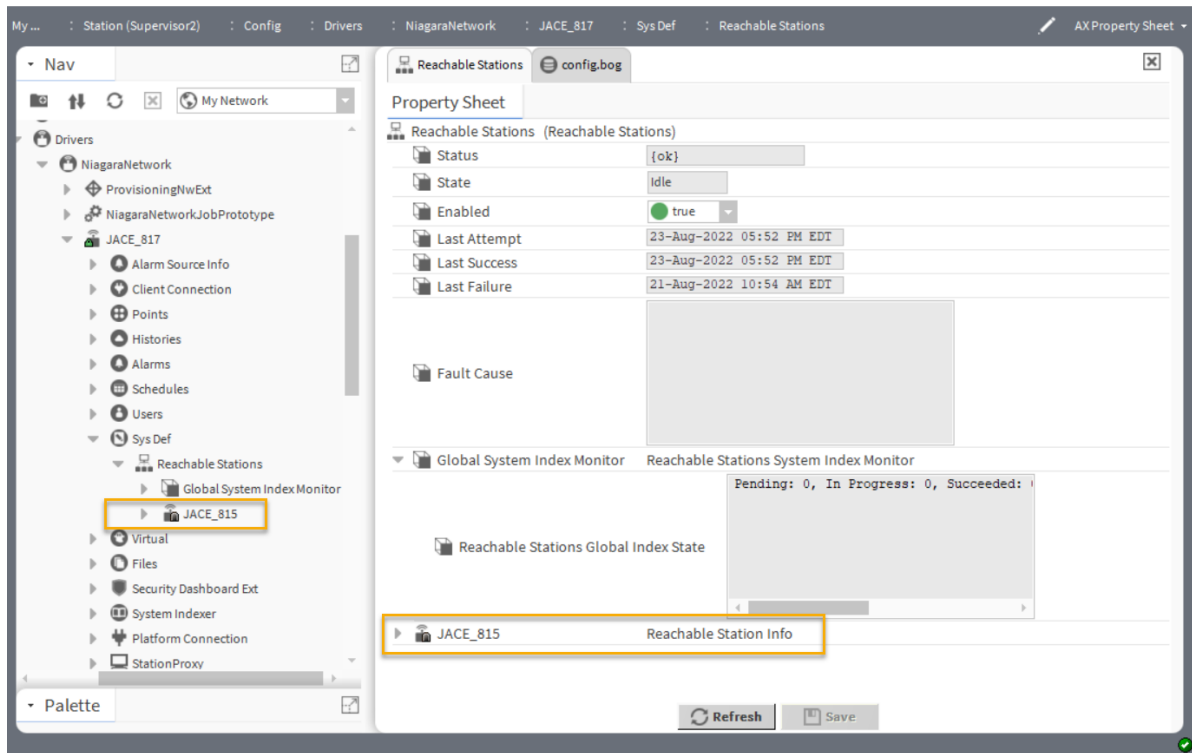 My ... : Station (Supervisor2) : Config : Drivers : NiagaraNetwork : JACE_817 : Sys Def : Reachable Stations AX Property Sheet
Nav
My Network
Drivers
NiagaraNetwork
ProvisioningNwExt
NiagaraNetworkJobPrototype
JACE_817
Alarm Source Info
Client Connection
Points
Histories
Alarms
Schedules
Users
Sys Def
Reachable Stations
Global System Index Monitor
JACE_815
Virtual
Files
Security Dashboard Ext
System Indexer
Platform Connection
StationProxy
Palette
Reachable Stations config.bog
Property Sheet
Reachable Stations (Reachable Stations)
Status {ok}
State Idle
Enabled true
Last Attempt 23-Aug-2022 05:52 PM EDT
Last Success 23-Aug-2022 05:52 PM EDT
Last Failure 21-Aug-2022 10:54 AM EDT
Fault Cause
Global System Index Monitor Reachable Stations System Index Monitor
Pending: 0, In Progress: 0, Succeeded:
Reachable Stations Global Index State
JACE_815 Reachable Station Info
Refresh Save